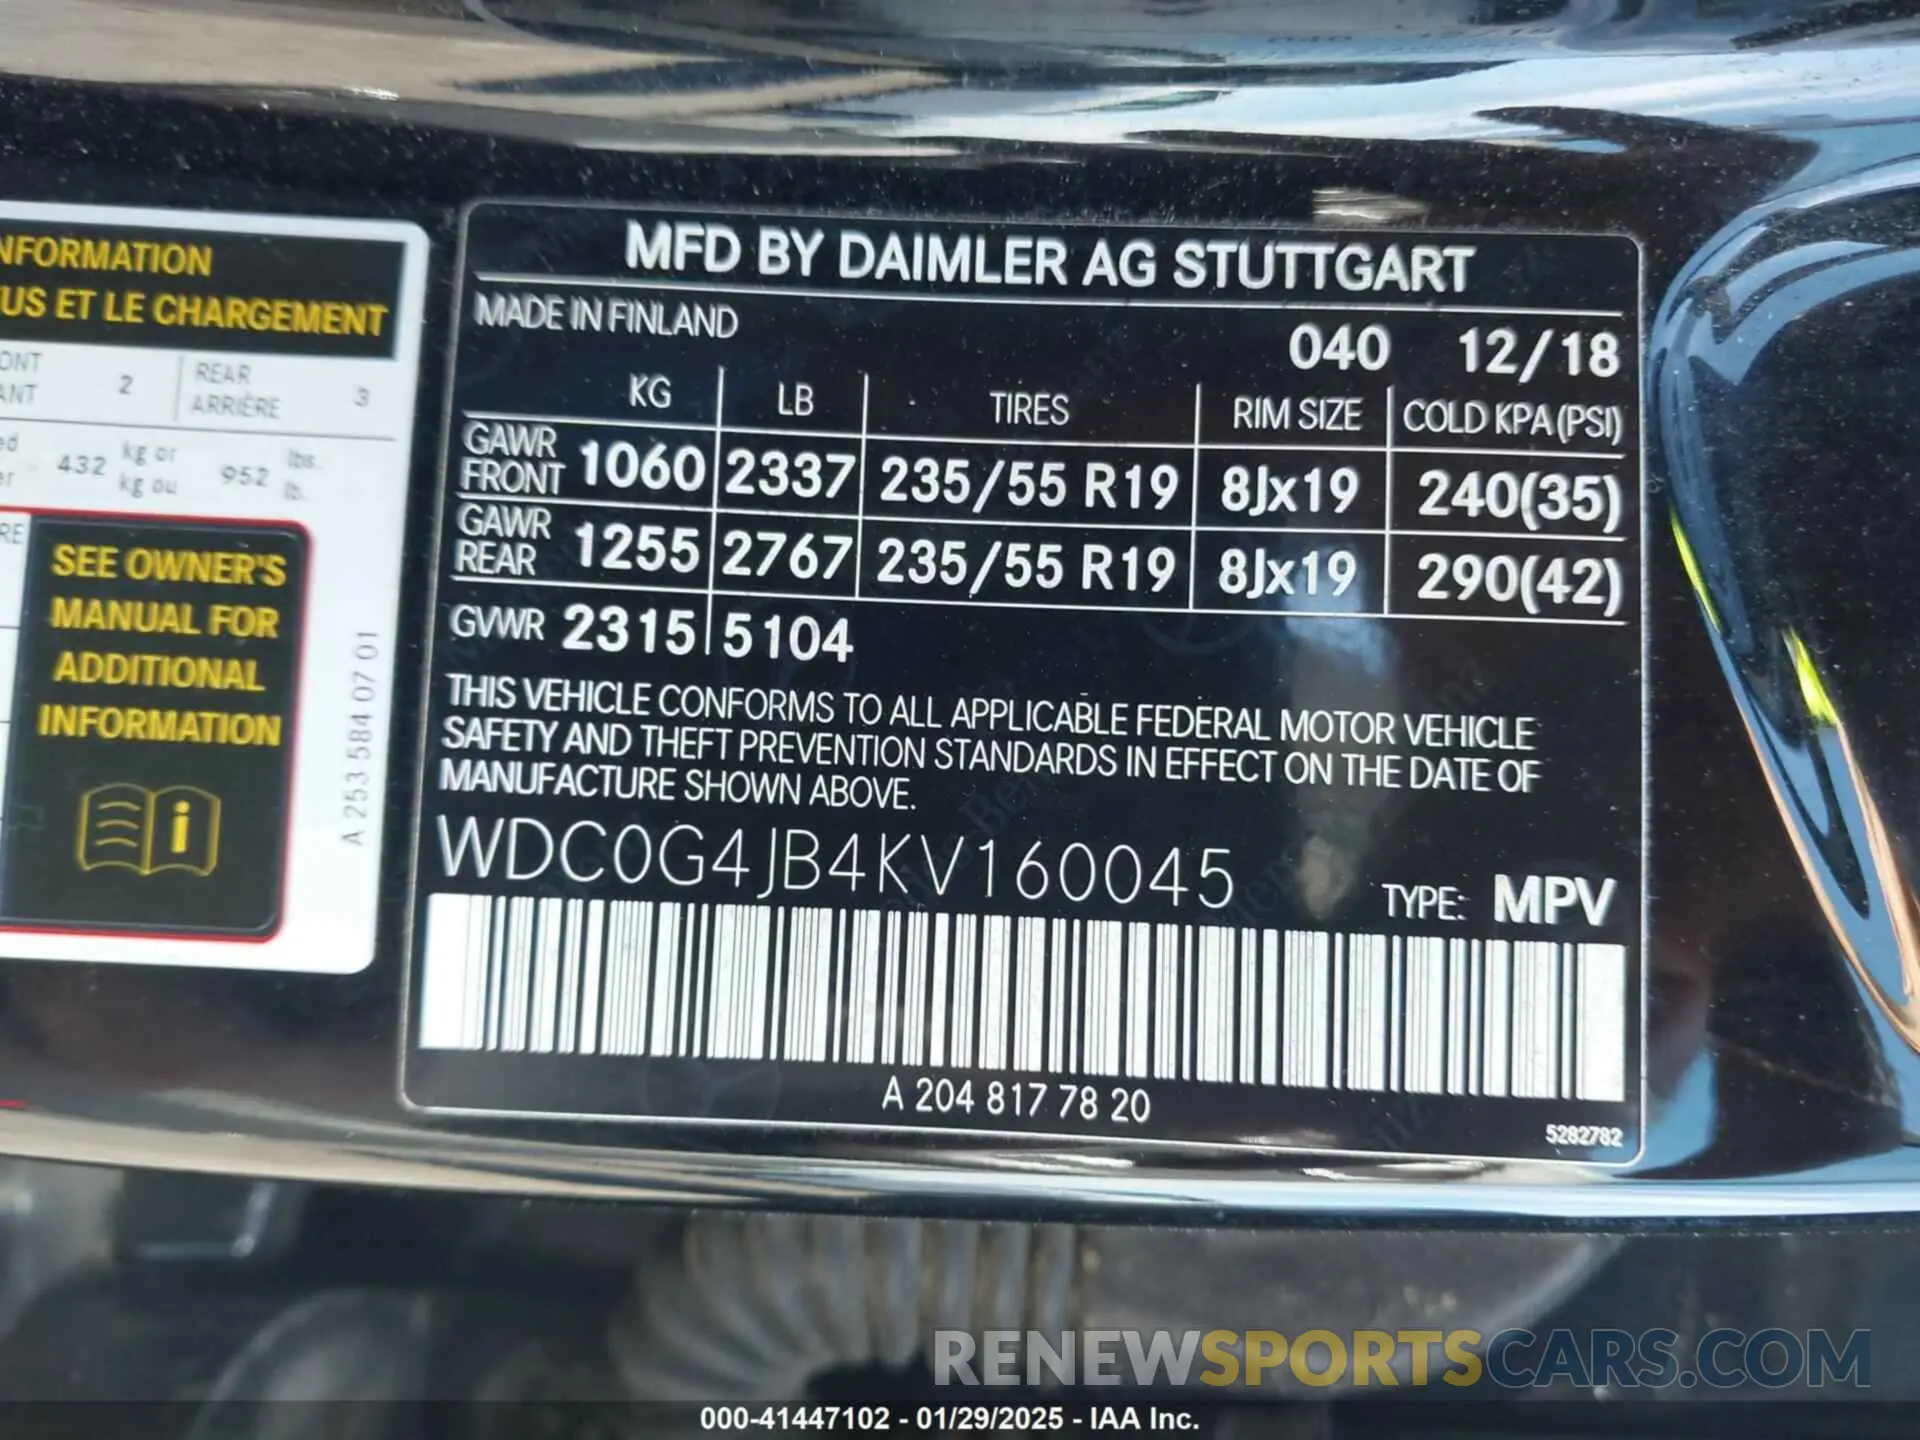 NFORMATION
US ET LE CHARGEMENT
ONT
ANT
2
REAR
ARRIÈRE
3
ed
er
432
kg or
kg ou
952
lbs.
lb.
RE
SEE OWNER'S
MANUAL FOR
ADDITIONAL
INFORMATION
A 253 584 07 01
MFD BY DAIMLER AG STUTTGART
MADE IN FINLAND
040 12/18
KG LB TIRES RIM SIZE COLD KPA(PSI)
GAWR FRONT 1060 2337 235/55 R19 8Jx19 240(35)
GAWR REAR 1255 2767 235/55 R19 8Jx19 290(42)
GVWR 2315 5104
THIS VEHICLE CONFORMS TO ALL APPLICABLE FEDERAL MOTOR VEHICLE
SAFETY AND THEFT PREVENTION STANDARDS IN EFFECT ON THE DATE OF
MANUFACTURE SHOWN ABOVE.
WDC0G4JB4KV160045
TYPE: MPV
A 204 817 78 20
5282782
RENEWSPORTSCARS.COM
000-41447102 - 01/29/2025 - IAA Inc.